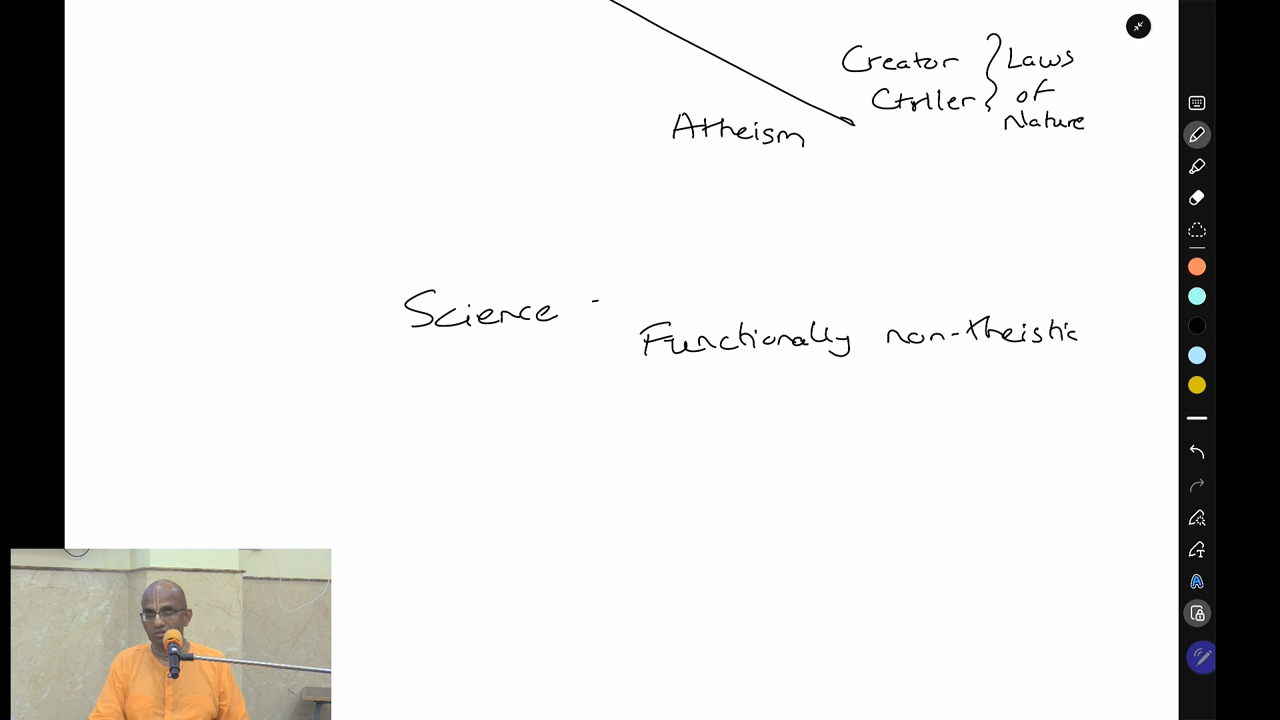 Creator
Laws
Ctrller
of
Nature
Atheism
Science -
Functionally non-theistic